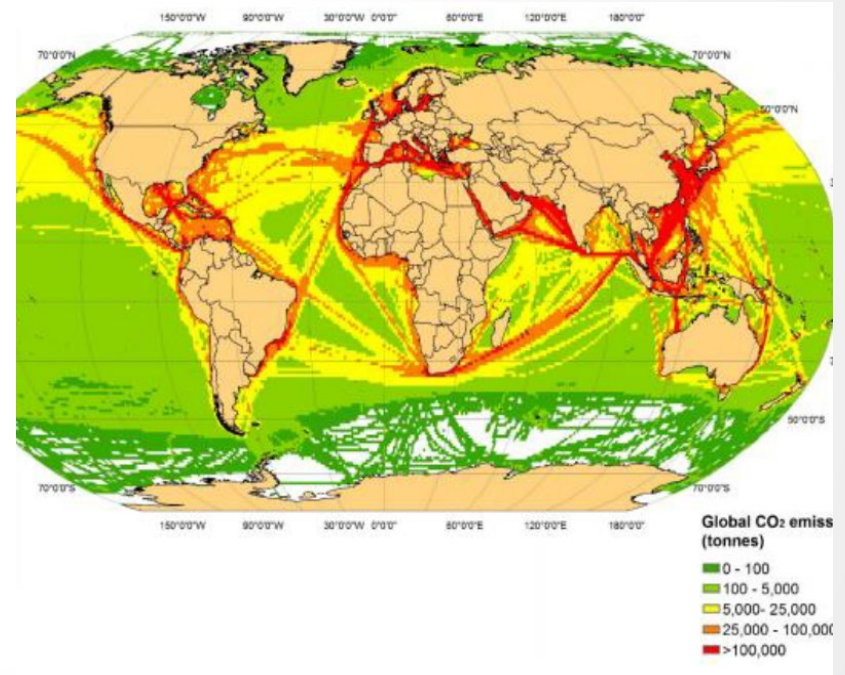 150°0'0"W 90°0'0"W 30°0'0"W 0°0'0" 60°0'0"E 120°0'0"E 180°0'0"
70°0'0"N 70°0'0"N
50°0'0"N
50°0'0"S
70°0'0"S 70°0'0"S
150°0'0"W 90°0'0"W 30°0'0"W 0°0'0" 60°0'0"E 120°0'0"E 180°0'0"
Global CO₂ emiss
(tonnes)
0 - 100
100 - 5,000
5,000- 25,000
25,000 - 100,000
>100,000